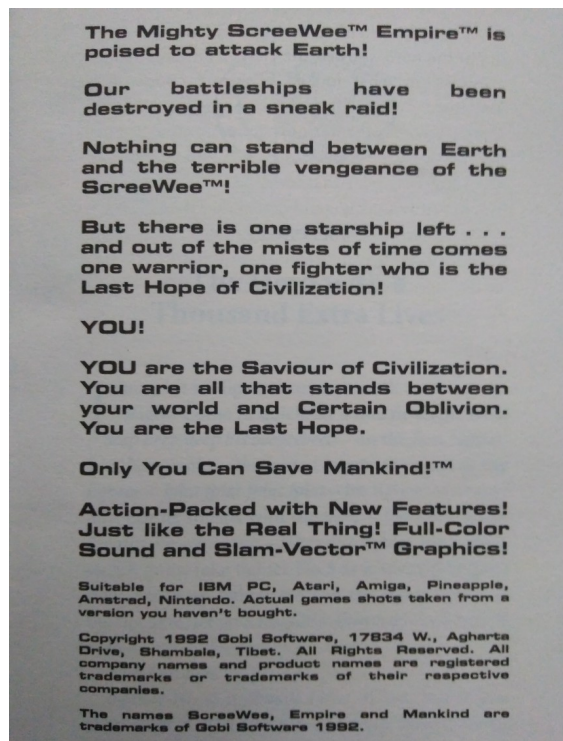 The Mighty ScreeWee™ Empire™ is
poised to attack Earth!
Our battleships have been
destroyed in a sneak raid!
Nothing can stand between Earth
and the terrible vengeance of the
ScreeWee™!
But there is one starship left . . .
and out of the mists of time comes
one warrior, one fighter who is the
Last Hope of Civilization!
YOU!
YOU are the Saviour of Civilization.
You are all that stands between
your world and Certain Oblivion.
You are the Last Hope.
Only You Can Save Mankind!™
Action-Packed with New Features!
Just like the Real Thing! Full-Color
Sound and Slam-Vector™ Graphics!
Suitable for IBM PC, Atari, Amiga, Pineapple,
Amstrad, Nintendo. Actual games shots taken from a
version you haven't bought.
Copyright 1992 Gobi Software, 17834 W., Agharta
Drive, Shambala, Tibet. All Rights Reserved. All
company names and product names are registered
trademarks or trademarks of their respective
companies.
The names ScreeWee, Empire and Mankind are
trademarks of Gobi Software 1992.